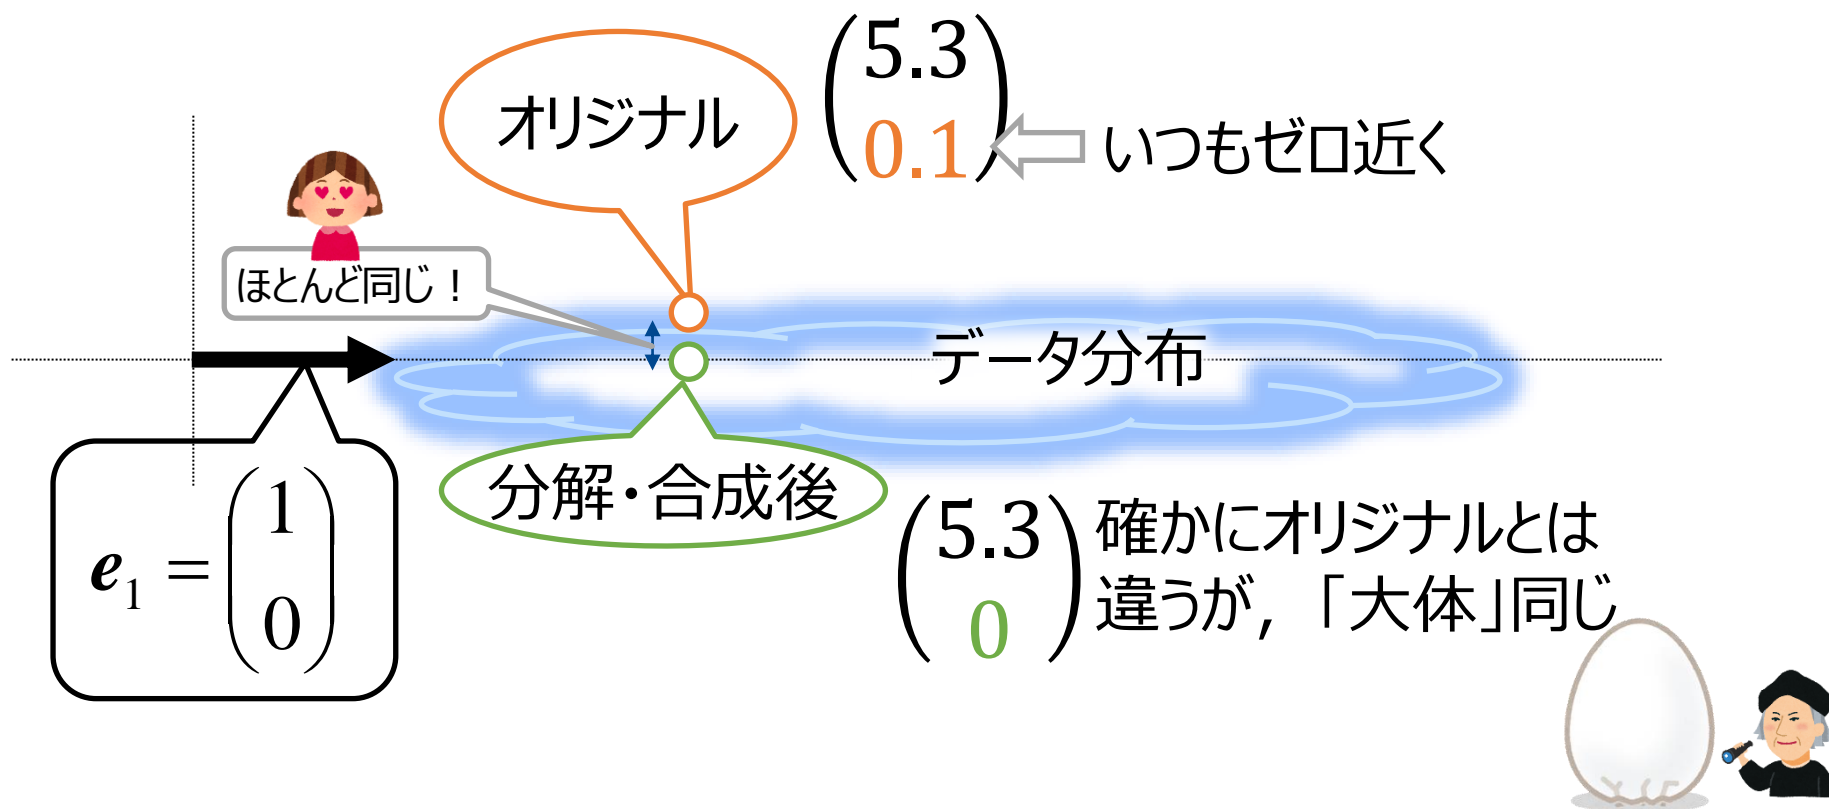 オリジナル
5.3
0.1
いつもゼロ近く
ほとんど同じ！
データ分布
e1 = 1
0
分解・合成後
5.3
0
確かにオリジナルとは
違うが，「大体」同じ